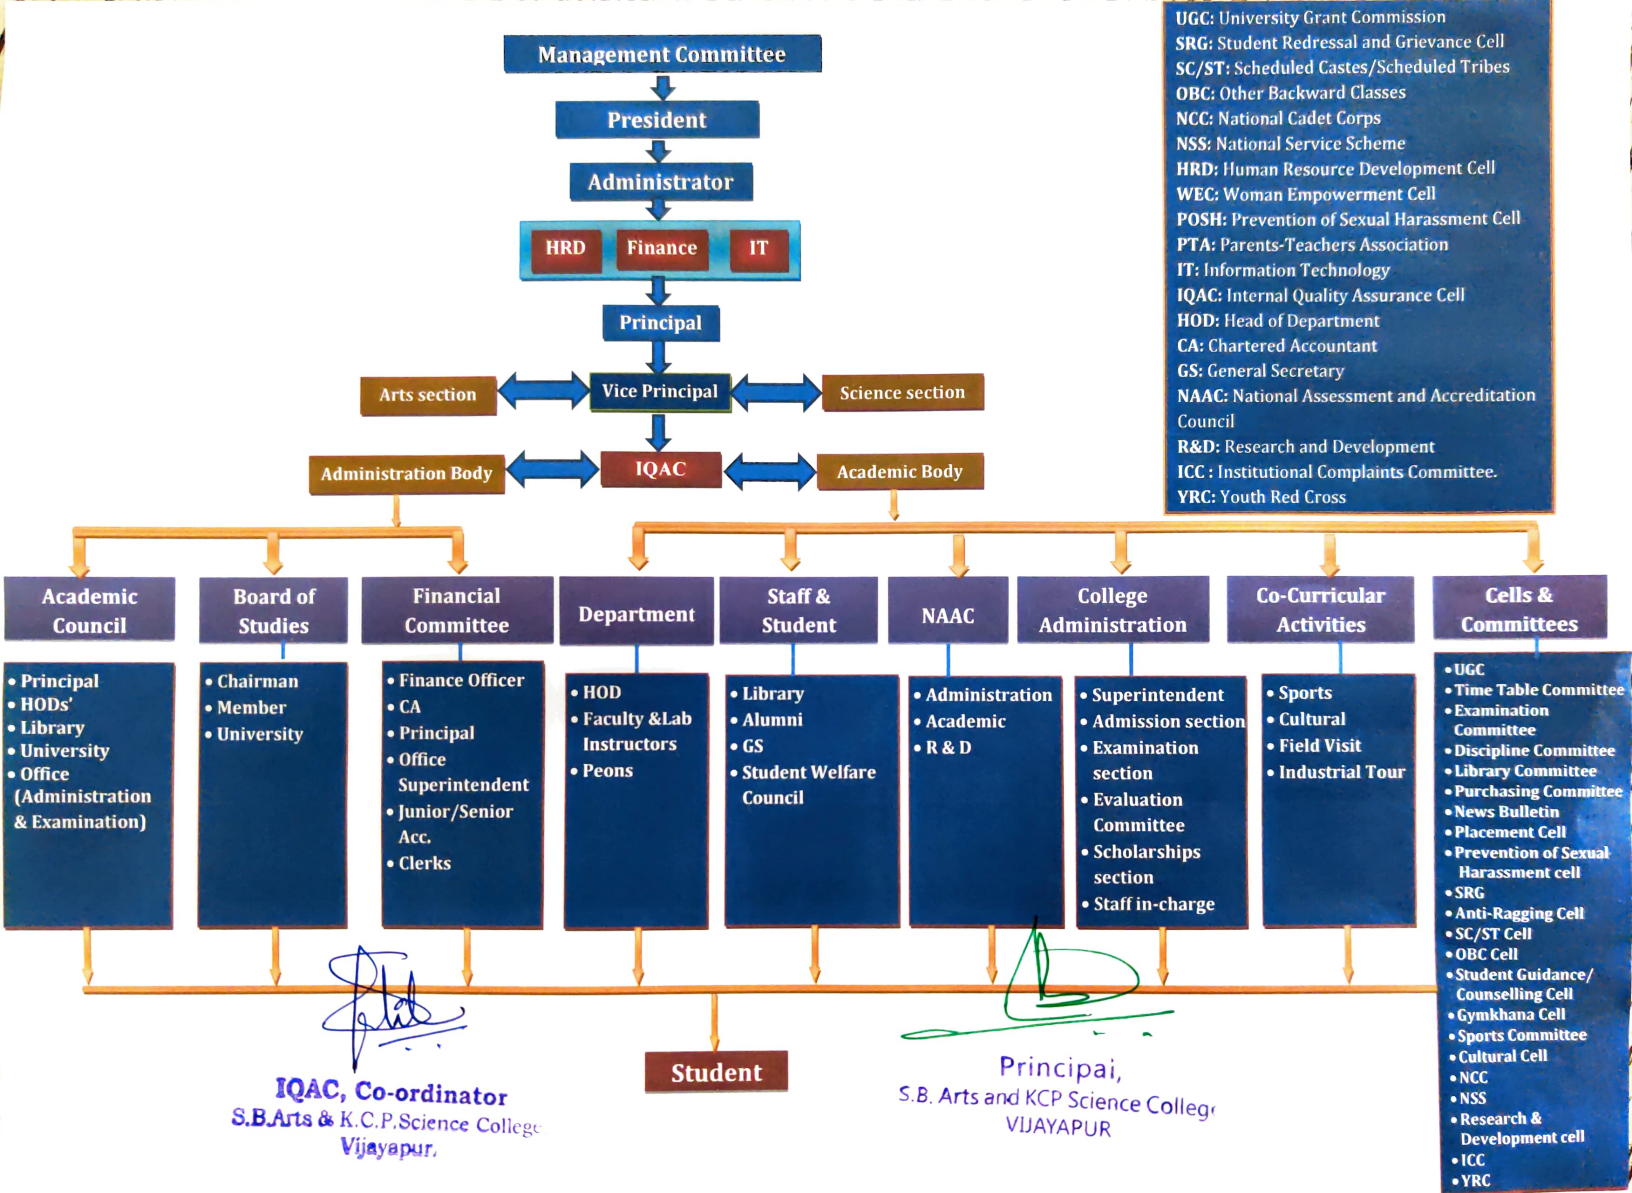 Management Committee
President
Administrator
HRD
Finance
IT
Principal
Arts section
Vice Principal
Science section
Administration Body
IQAC
Academic Body
UGC: University Grant Commission
SRG: Student Redressal and Grievance Cell
SC/ST: Scheduled Castes/Scheduled Tribes
OBC: Other Backward Classes
NCC: National Cadet Corps
NSS: National Service Scheme
HRD: Human Resource Development Cell
WEC: Woman Empowerment Cell
POSH: Prevention of Sexual Harassment Cell
PTA: Parents-Teachers Association
IT: Information Technology
IQAC: Internal Quality Assurance Cell
HOD: Head of Department
CA: Chartered Accountant
GS: General Secretary
NAAC: National Assessment and Accreditation
Council
R&D: Research and Development
ICC : Institutional Complaints Committee.
YRC: Youth Red Cross
Academic
Council
• Principal
• HODs'
• Library
• University
• Office
(Administration
& Examination)
Board of
Studies
• Chairman
• Member
• University
Financial
Committee
• Finance Officer
• CA
• Principal
• Office
Superintendent
• Junior/Senior
Acc.
• Clerks
Department
• HOD
• Faculty &Lab
Instructors
• Peons
Staff &
Student
• Library
• Alumni
• GS
• Student Welfare
Council
NAAC
• Administration
• Academic
• R & D
College
Administration
• Superintendent
• Admission section
• Examination
section
• Evaluation
Committee
• Scholarships
section
• Staff in-charge
Co-Curricular
Activities
• Sports
• Cultural
• Field Visit
• Industrial Tour
Cells &
Committees
• UGC
• Time Table Committee
• Examination
Committee
• Discipline Committee
• Library Committee
• Purchasing Committee
• News Bulletin
• Placement Cell
• Prevention of Sexual
Harassment cell
• SRG
• Anti-Ragging Cell
• SC/ST Cell
• OBC Cell
• Student Guidance/
Counselling Cell
• Gymkhana Cell
• Sports Committee
• Cultural Cell
• NCC
• NSS
• Research &
Development cell
• ICC
• YRC
Student
IQAC, Co-ordinator
S.B.Arts & K.C.P.Science College
Vijayapur.
Principal,
S.B. Arts and KCP Science College
VIJAYAPUR